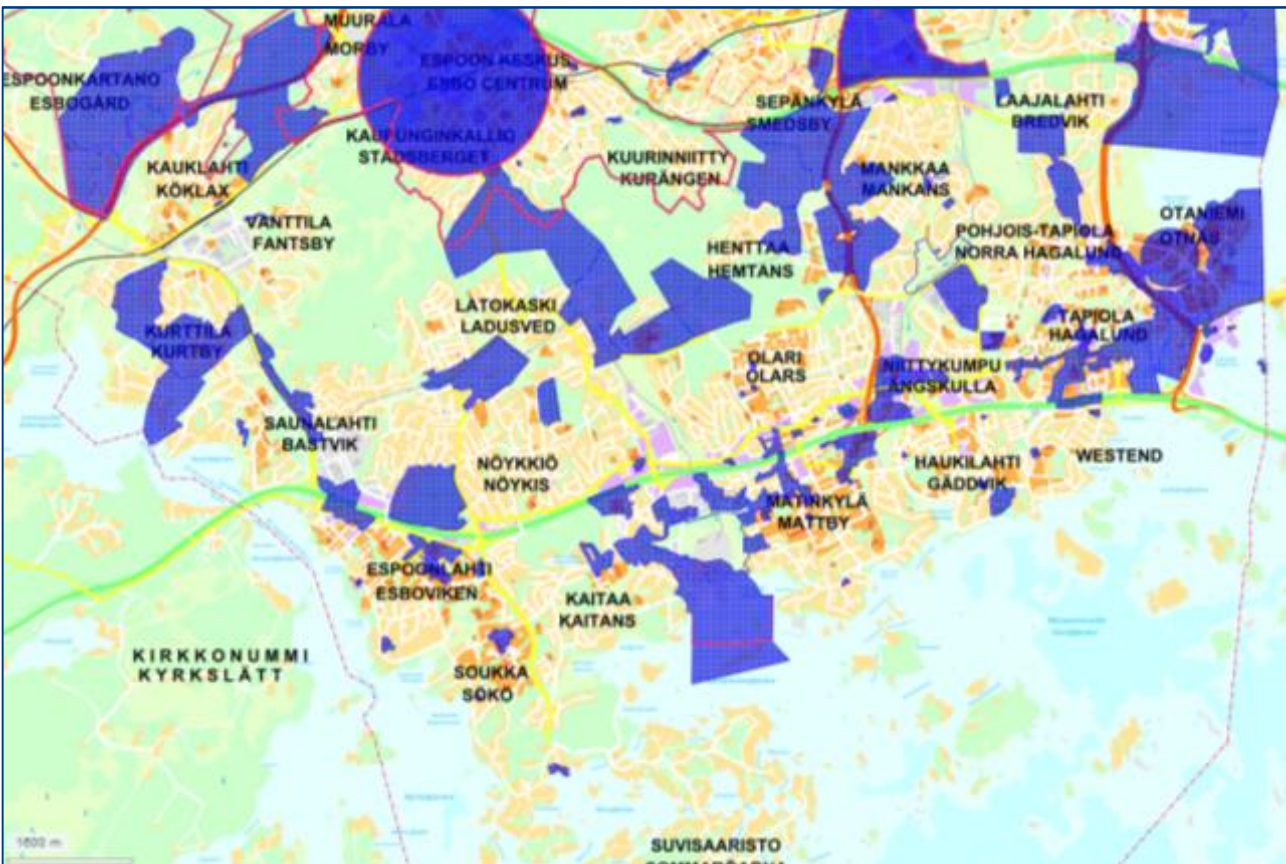 MUURALA
MORBY
ESPOON KESKUS
ESBO CENTRUM
ESPOONKARTANO
ESBOGÅRD
SEPÄNKYLÄ
SMEDSBY
LAAJALAHTI
BREDVIK
KAUPUNGINKALLIO
STADSBERGET
KAUKLAHTI
KÖKLAX
KUURINNIITTY
KURÄNGEN
MANKKAA
MANKANS
VANTTILA
FANTSBY
OTANIEMI
OTNÄS
POHJOIS-TAPIOLA
NORRA HAGALUND
HENTTAA
HEMTANS
LATOKASKI
LADUSVED
TAPIOLA
HAGALUND
KURTTILA
KURTBY
OLARI
OLARS
NIITTYKUMPU
ÄNGSKULLA
SAUNALAHTI
BASTVIK
NÖYKKIÖ
NÖYKIS
HAUKILAHTI
GÄDDVIK
WESTEND
MATINKYLÄ
MATTBY
ESPOONLAHTI
ESBOVIKEN
KAITAA
KAITANS
KIRKKONUMMI
KYRKSLÄTT
SOUKKA
SÖKÖ
1600 m
SUVISAARISTO